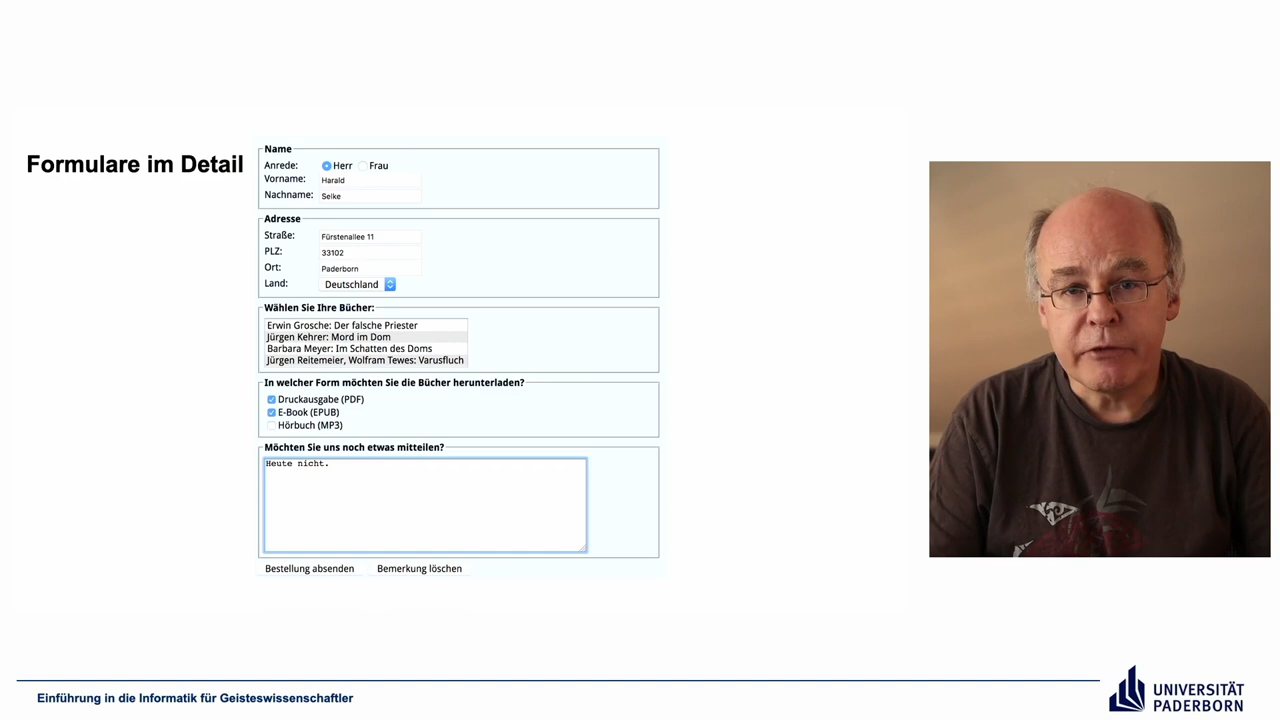 Formulare im Detail
Name
Anrede: Herr Frau
Vorname: Harald
Nachname: Selke
Adresse
Straße: Fürstenallee 11
PLZ: 33102
Ort: Paderborn
Land: Deutschland
Wählen Sie Ihre Bücher:
Erwin Grosche: Der falsche Priester
Jürgen Kehrer: Mord im Dom
Barbara Meyer: Im Schatten des Doms
Jürgen Reitemeier, Wolfram Tewes: Varusfluch
In welcher Form möchten Sie die Bücher herunterladen?
Druckausgabe (PDF)
E-Book (EPUB)
Hörbuch (MP3)
Möchten Sie uns noch etwas mitteilen?
Heute nicht.
Bestellung absenden Bemerkung löschen
Einführung in die Informatik für Geisteswissenschaftler
UNIVERSITÄT
PADERBORN